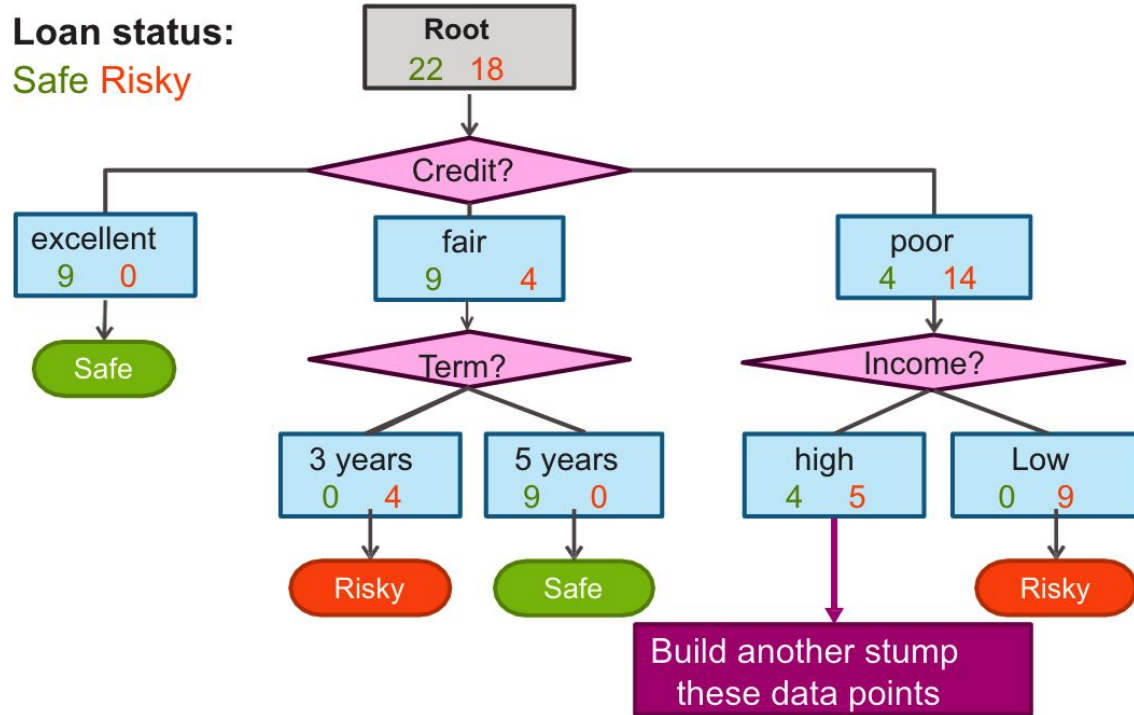 Loan status:
Safe Risky
Root
22 18
Credit?
excellent
9 0
fair
9 4
poor
4 14
Safe
Term?
Income?
3 years
0 4
5 years
9 0
high
4 5
Low
0 9
Risky
Safe
Risky
Build another stump
these data points